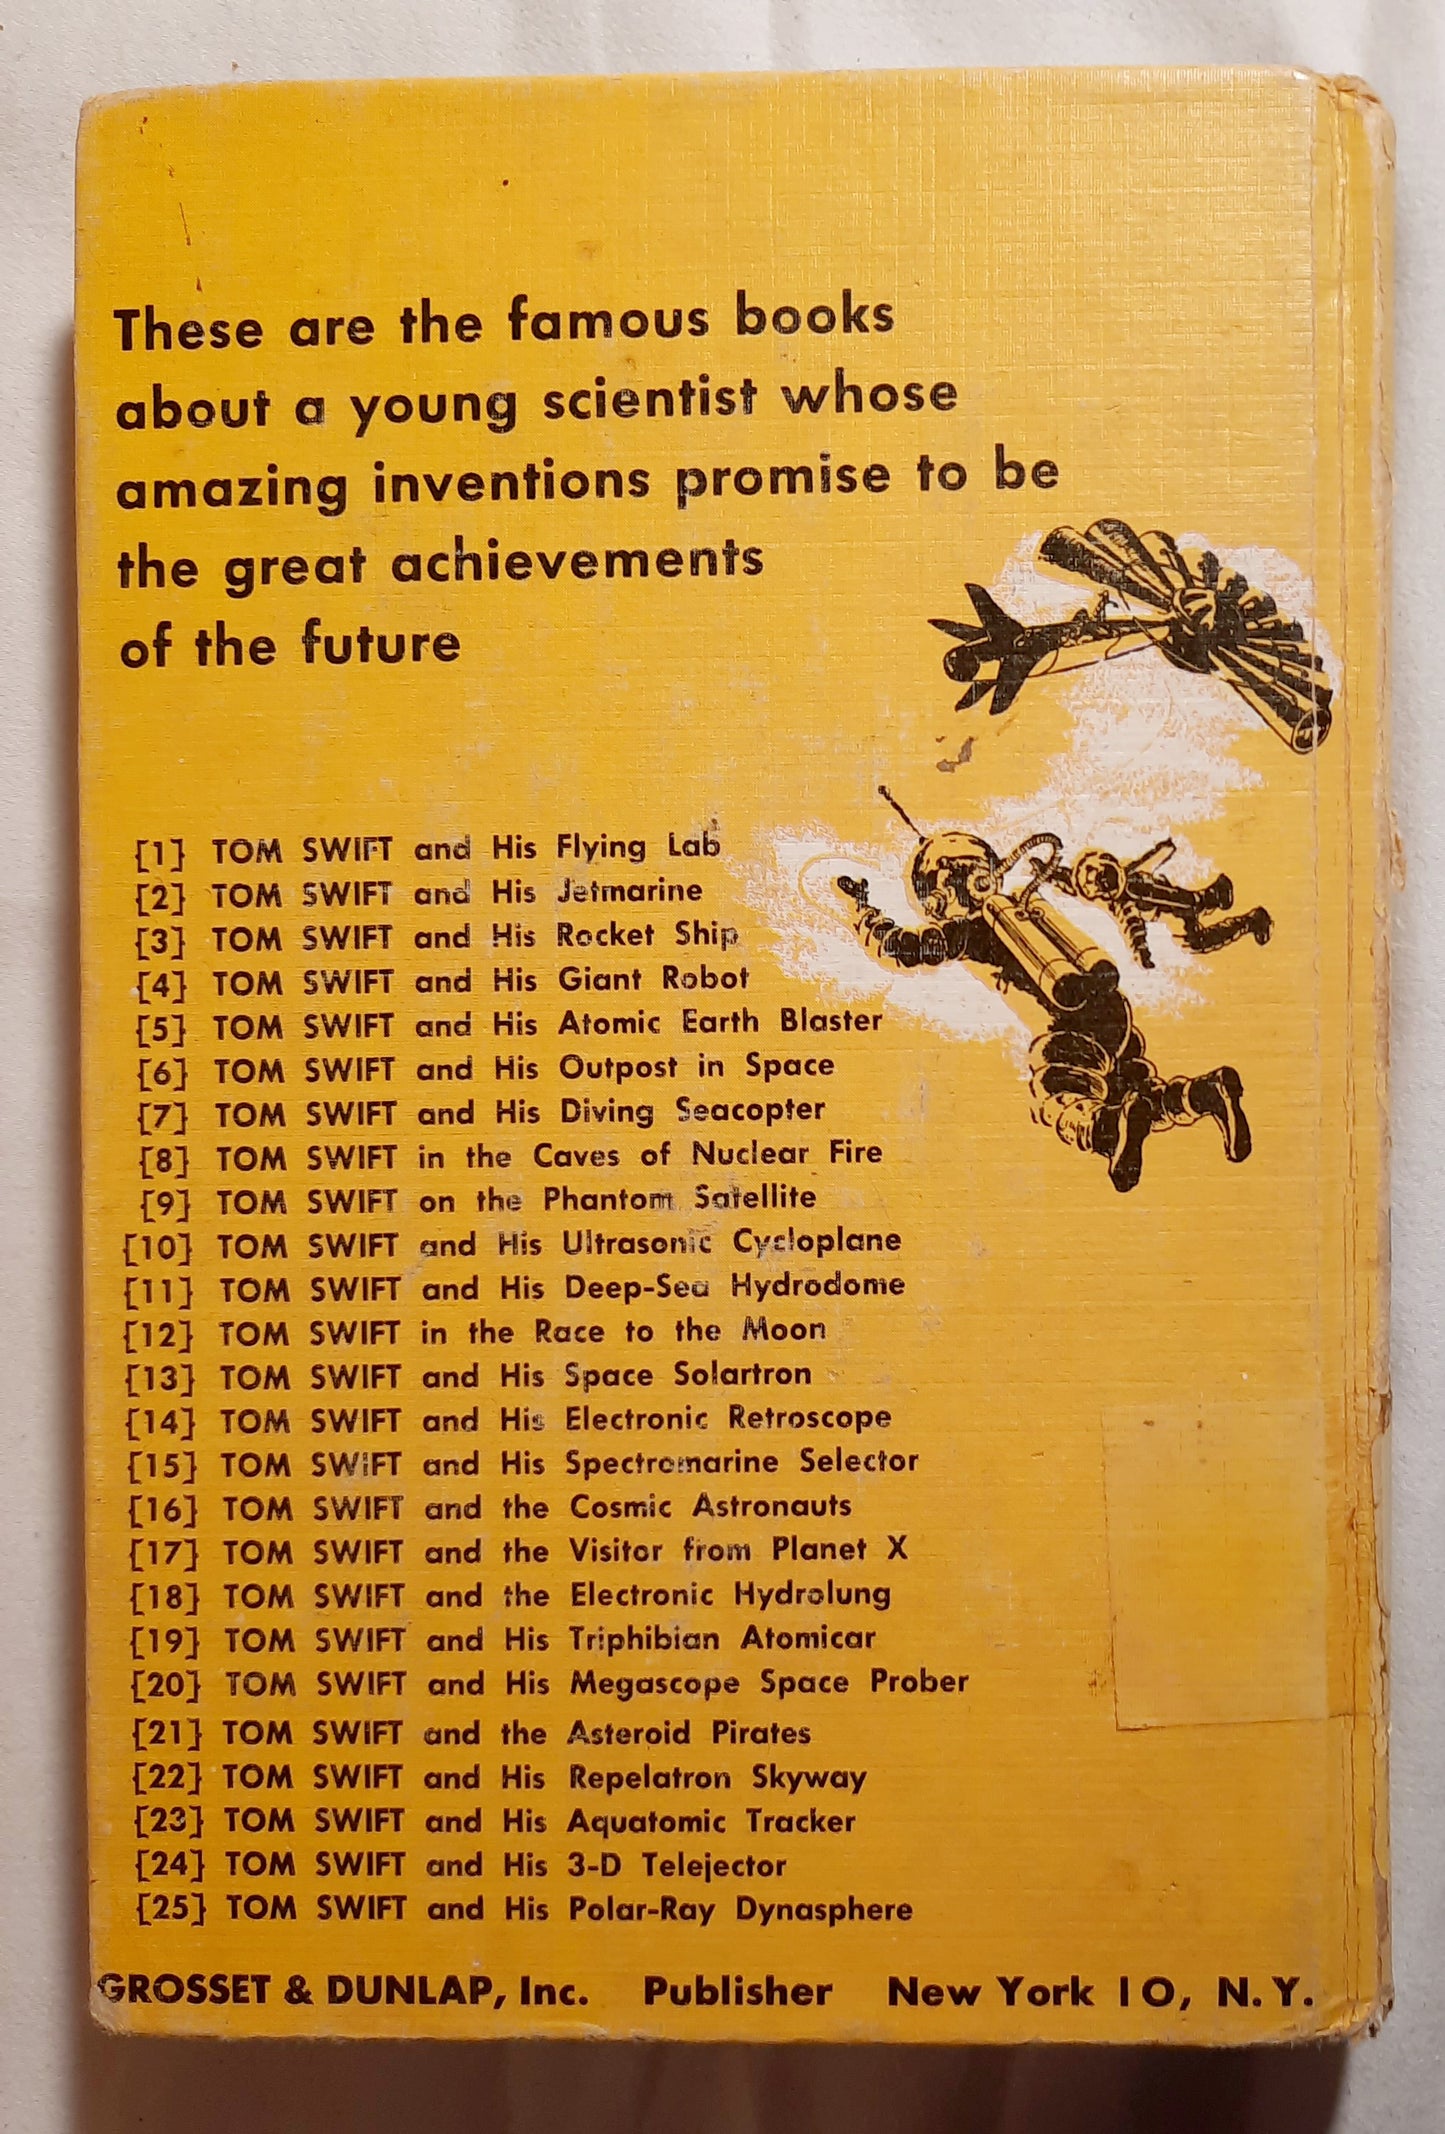 These are the famous books
about a young scientist whose
amazing inventions promise to be
the great achievements
of the future
[1] TOM SWIFT and His Flying Lab
[2] TOM SWIFT and His Jetmarine
[3] TOM SWIFT and His Rocket Ship
[4] TOM SWIFT and His Giant Robot
[5] TOM SWIFT and His Atomic Earth Blaster
[6] TOM SWIFT and His Outpost in Space
[7] TOM SWIFT and His Diving Seacopter
[8] TOM SWIFT in the Caves of Nuclear Fire
[9] TOM SWIFT on the Phantom Satellite
[10] TOM SWIFT and His Ultrasonic Cycloplane
[11] TOM SWIFT and His Deep-Sea Hydrodome
[12] TOM SWIFT in the Race to the Moon
[13] TOM SWIFT and His Space Solartron
[14] TOM SWIFT and His Electronic Retroscope
[15] TOM SWIFT and His Spectromarine Selector
[16] TOM SWIFT and the Cosmic Astronauts
[17] TOM SWIFT and the Visitor from Planet X
[18] TOM SWIFT and the Electronic Hydrolung
[19] TOM SWIFT and His Triphibian Atomicar
[20] TOM SWIFT and His Megascope Space Prober
[21] TOM SWIFT and the Asteroid Pirates
[22] TOM SWIFT and His Repelatron Skyway
[23] TOM SWIFT and His Aquatomic Tracker
[24] TOM SWIFT and His 3-D Telejector
[25] TOM SWIFT and His Polar-Ray Dynasphere
GROSSET & DUNLAP, Inc. Publisher New York 10, N.Y.